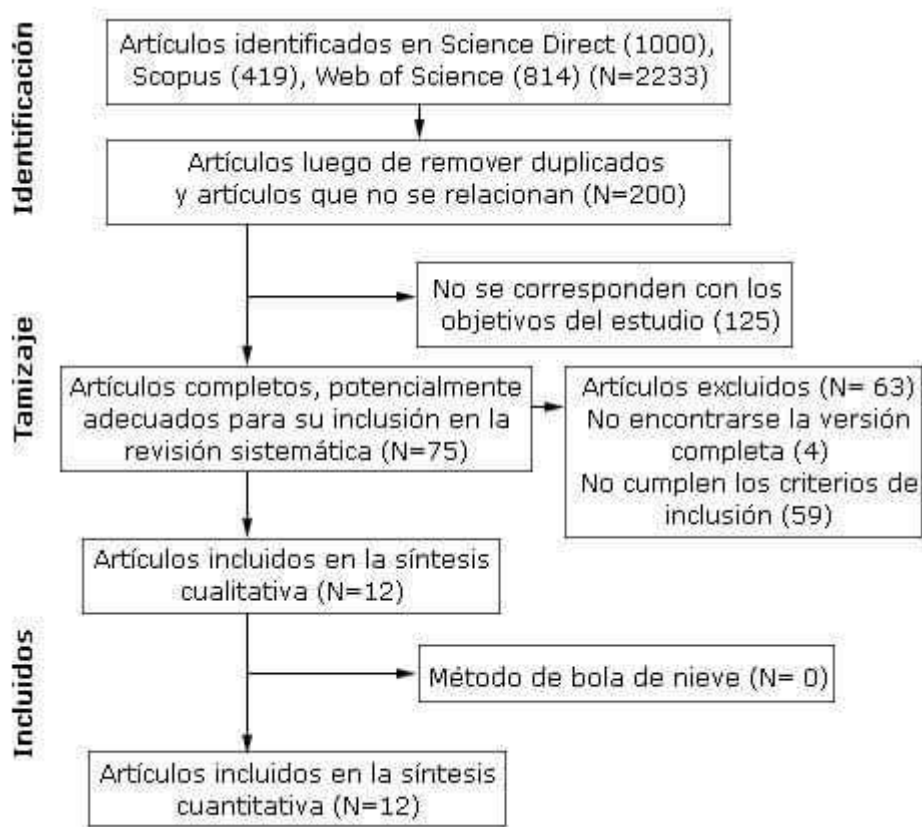 Identificación
Artículos identificados en Science Direct (1000),
Scopus (419), Web of Science (814) (N=2233)
Artículos luego de remover duplicados
y artículos que no se relacionan (N=200)
Tamizaje
No se corresponden con los
objetivos del estudio (125)
Artículos completos, potencialmente
adecuados para su inclusión en la
revisión sistemática (N=75)
Artículos excluidos (N= 63)
No encontrarse la versión
completa (4)
No cumplen los criterios de
inclusión (59)
Artículos incluidos en la síntesis
cualitativa (N=12)
Incluidos
Método de bola de nieve (N= 0)
Artículos incluidos en la síntesis
cuantitativa (N=12)